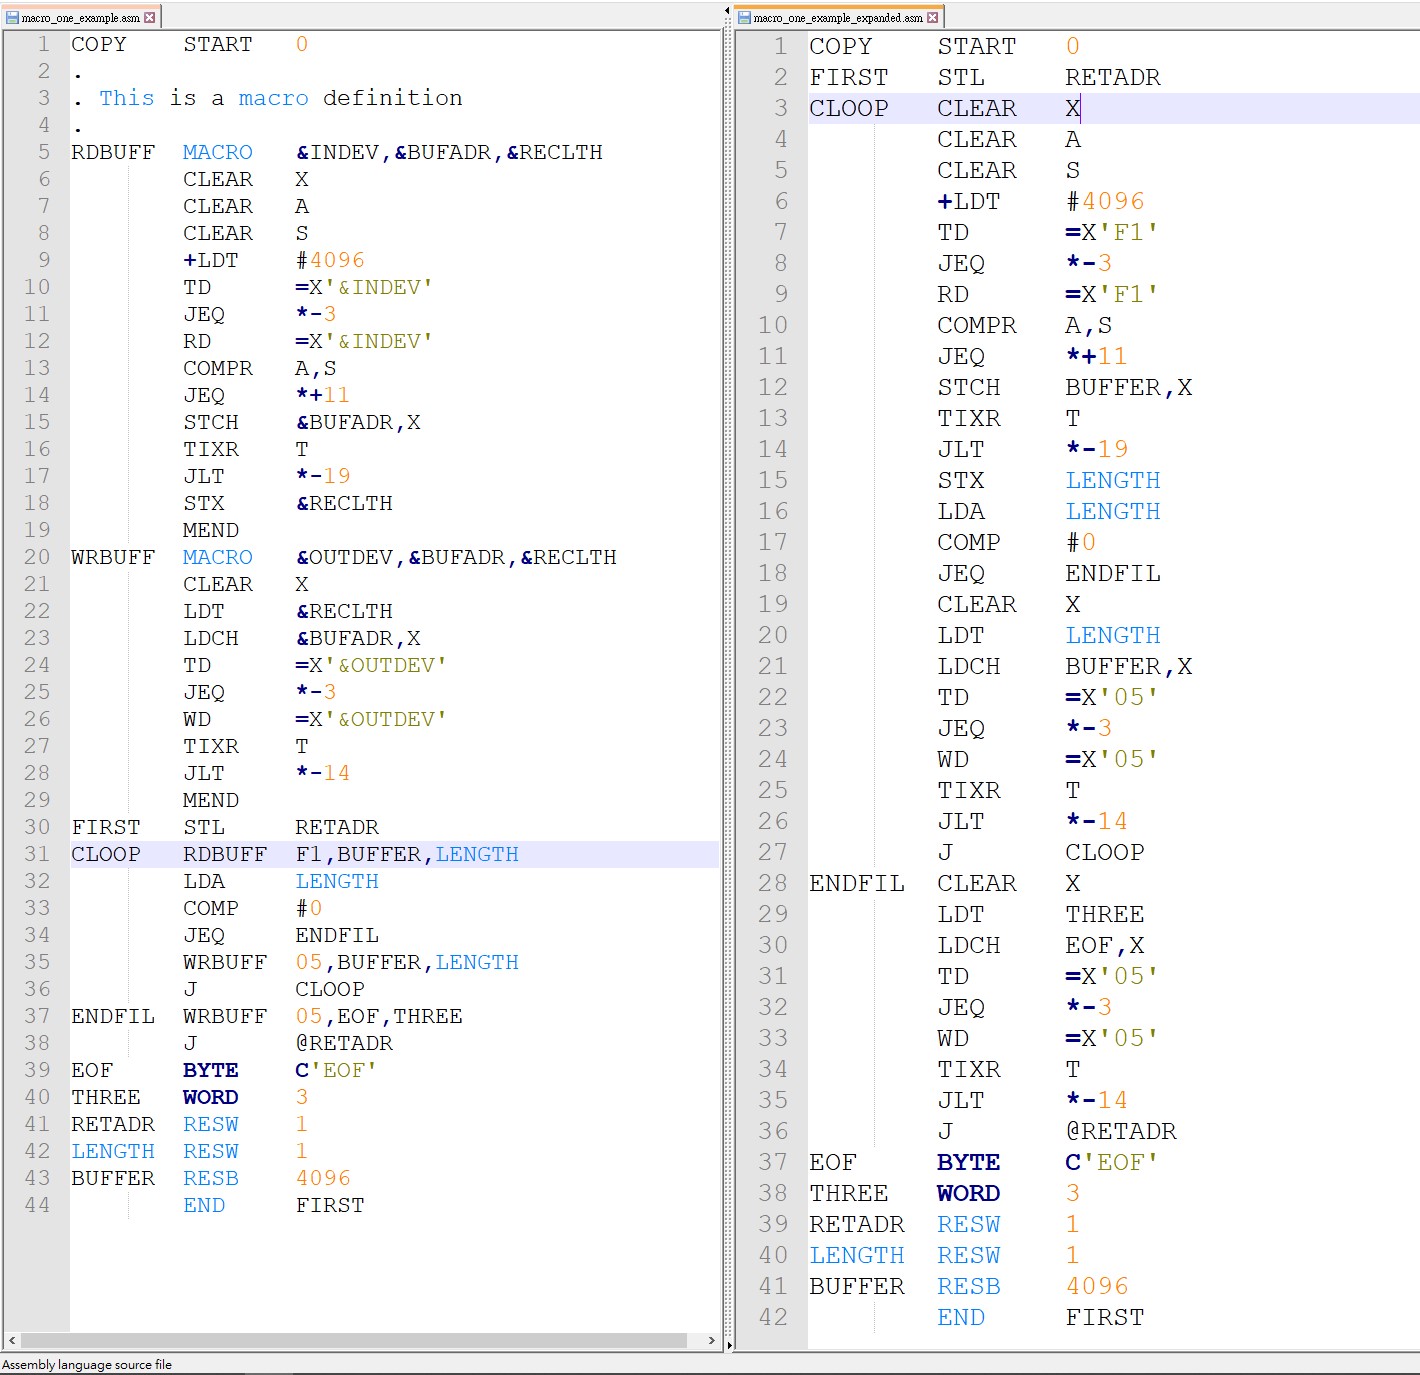 macro_one_example.asm
1 COPY START 0
2 .
3 . This is a macro definition
4 .
5 RDBUFF MACRO &INDEV,&BUFADR,&RECLTH
6 CLEAR X
7 CLEAR A
8 CLEAR S
9 +LDT #4096
10 TD =X'&INDEV'
11 JEQ *-3
12 RD =X'&INDEV'
13 COMPR A,S
14 JEQ *+11
15 STCH &BUFADR,X
16 TIXR T
17 JLT *-19
18 STX &RECLTH
19 MEND
20 WRBUFF MACRO &OUTDEV,&BUFADR,&RECLTH
21 CLEAR X
22 LDT &RECLTH
23 LDCH &BUFADR,X
24 TD =X'&OUTDEV'
25 JEQ *-3
26 WD =X'&OUTDEV'
27 TIXR T
28 JLT *-14
29 MEND
30 FIRST STL RETADR
31 CLOOP RDBUFF F1,BUFFER,LENGTH
32 LDA LENGTH
33 COMP #0
34 JEQ ENDFIL
35 WRBUFF 05,BUFFER,LENGTH
36 J CLOOP
37 ENDFIL WRBUFF 05,EOF,THREE
38 J @RETADR
39 EOF BYTE C'EOF'
40 THREE WORD 3
41 RETADR RESW 1
42 LENGTH RESW 1
43 BUFFER RESB 4096
44 END FIRST
macro_one_example_expanded.asm
1 COPY START 0
2 FIRST STL RETADR
3 CLOOP CLEAR X
4 CLEAR A
5 CLEAR S
6 +LDT #4096
7 TD =X'F1'
8 JEQ *-3
9 RD =X'F1'
10 COMPR A,S
11 JEQ *+11
12 STCH BUFFER,X
13 TIXR T
14 JLT *-19
15 STX LENGTH
16 LDA LENGTH
17 COMP #0
18 JEQ ENDFIL
19 CLEAR X
20 LDT LENGTH
21 LDCH BUFFER,X
22 TD =X'05'
23 JEQ *-3
24 WD =X'05'
25 TIXR T
26 JLT *-14
27 J CLOOP
28 ENDFIL CLEAR X
29 LDT THREE
30 LDCH EOF,X
31 TD =X'05'
32 JEQ *-3
33 WD =X'05'
34 TIXR T
35 JLT *-14
36 J @RETADR
37 EOF BYTE C'EOF'
38 THREE WORD 3
39 RETADR RESW 1
40 LENGTH RESW 1
41 BUFFER RESB 4096
42 END FIRST
Assembly language source file